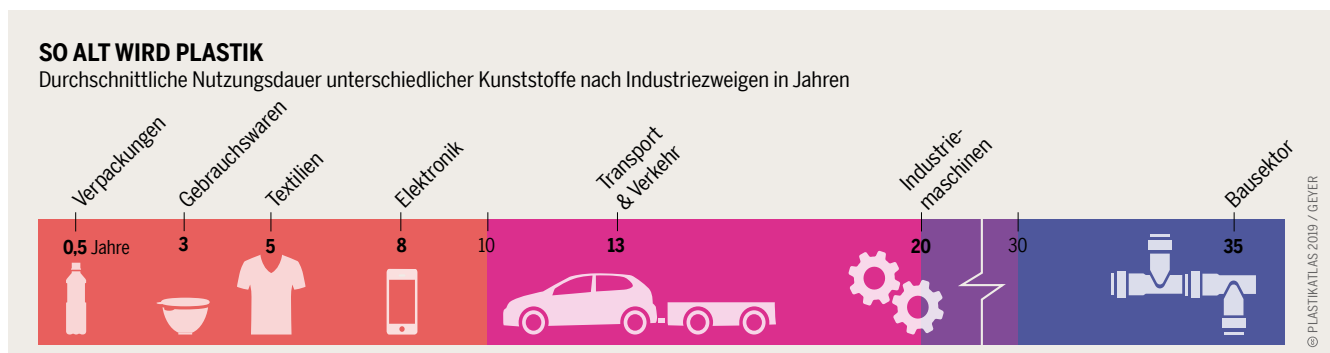 SO ALT WIRD PLASTIK
Durchschnittliche Nutzungsdauer unterschiedlicher Kunststoffe nach Industriezweigen in Jahren
Verpackungen
Gebrauchswaren
Textilien
Elektronik
Transport
& Verkehr
Industrie-
maschinen
Bausektor
0,5 Jahre
3
5
8
10
13
20
30
35
© PLASTIKATLAS 2019 / GEYER